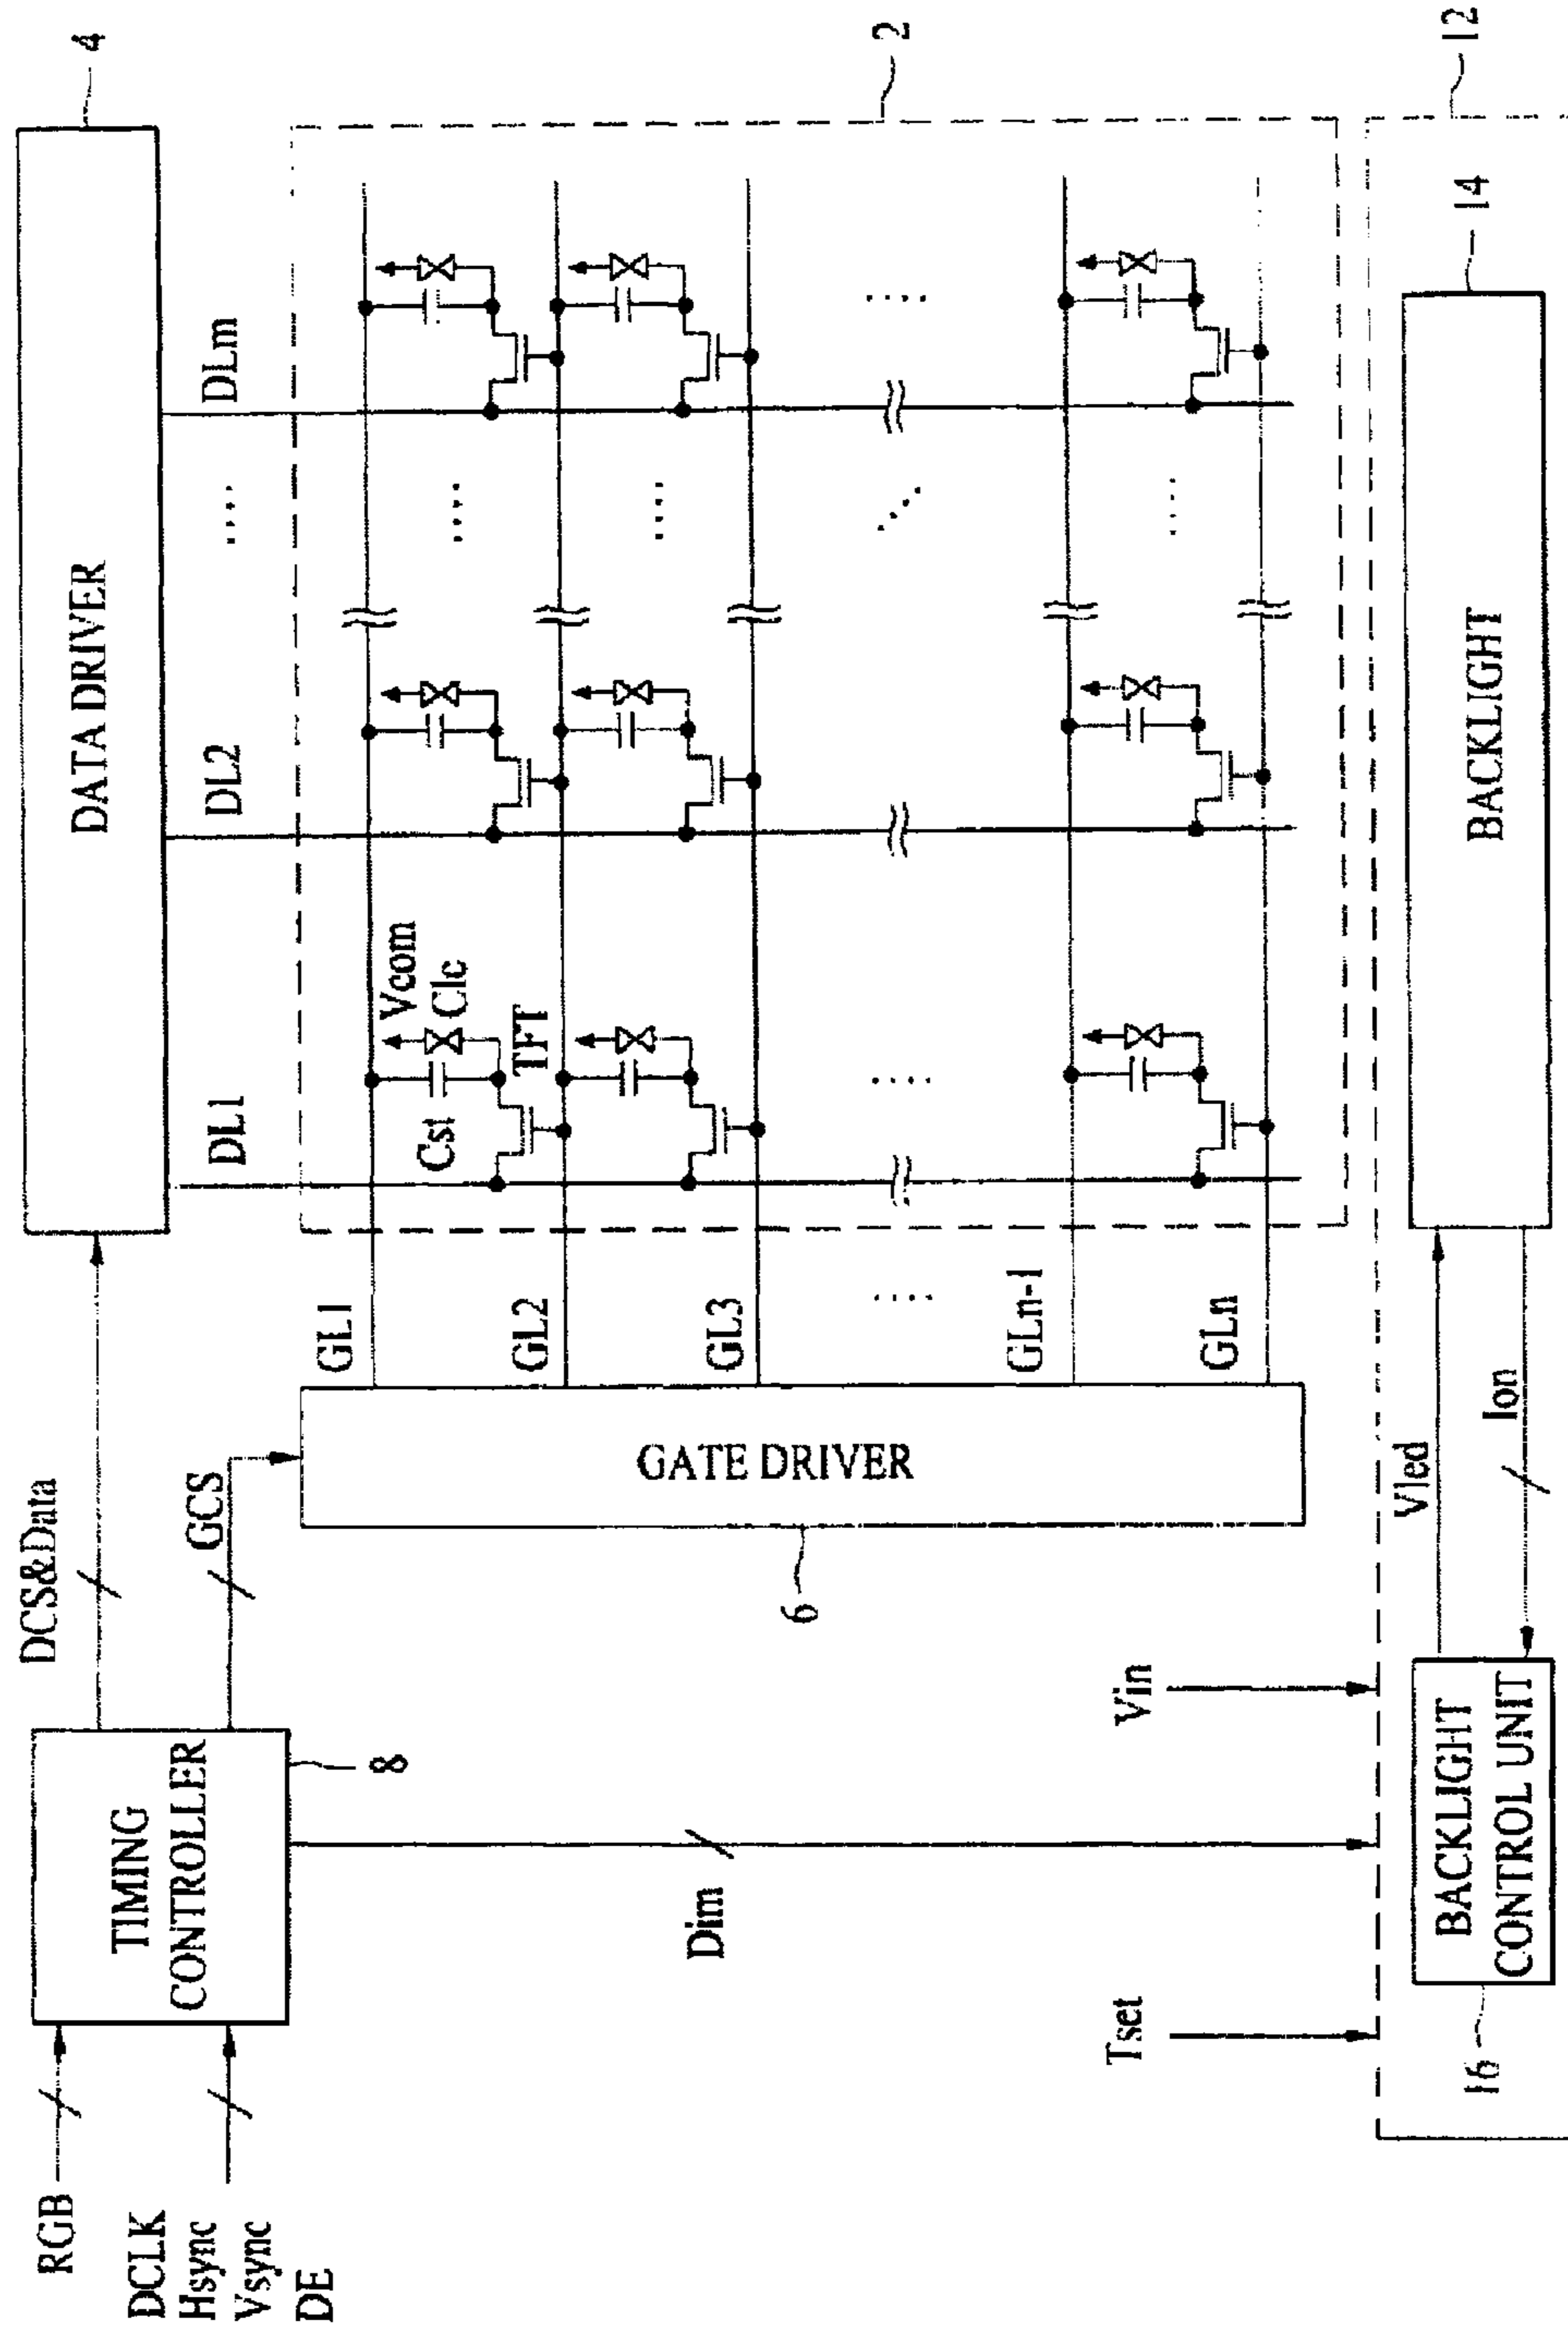 RGB
DCLK
Hsync
Vsync
DE
TIMING
CONTROLLER
8
DCS&Data
GCS
DATA DRIVER
4
DL1
DL2
....
DLm
GL1
GL2
GL3
....
GLn-1
GLn
Vcom
Clc
Cst
TFT
....
....
....
....
....
....
2
GATE DRIVER
6
Dim
Tset
Vin
12
BACKLIGHT
CONTROL UNIT
16
Vled
Ion
BACKLIGHT
14